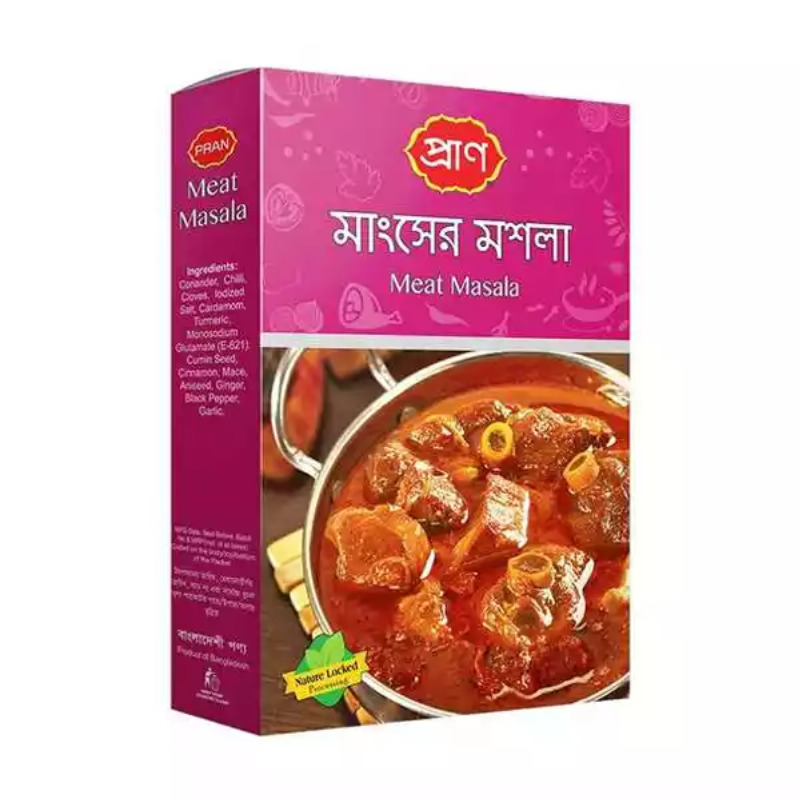 প্রাণ
মাংসের মশলা
Meat Masala
Nature Locked
Processing
PRAN
Meat
Masala
Ingredients:
Coriander, Chilli,
Cloves, Iodized
Salt, Cardamom,
Turmeric,
Monosodium
Glutamate (E-621)
Cumin Seed,
Cinnamon, Mace,
Aniseed, Ginger,
Black Pepper,
Garlic.
বাংলাদেশী পণ্য
Product of Bangladesh